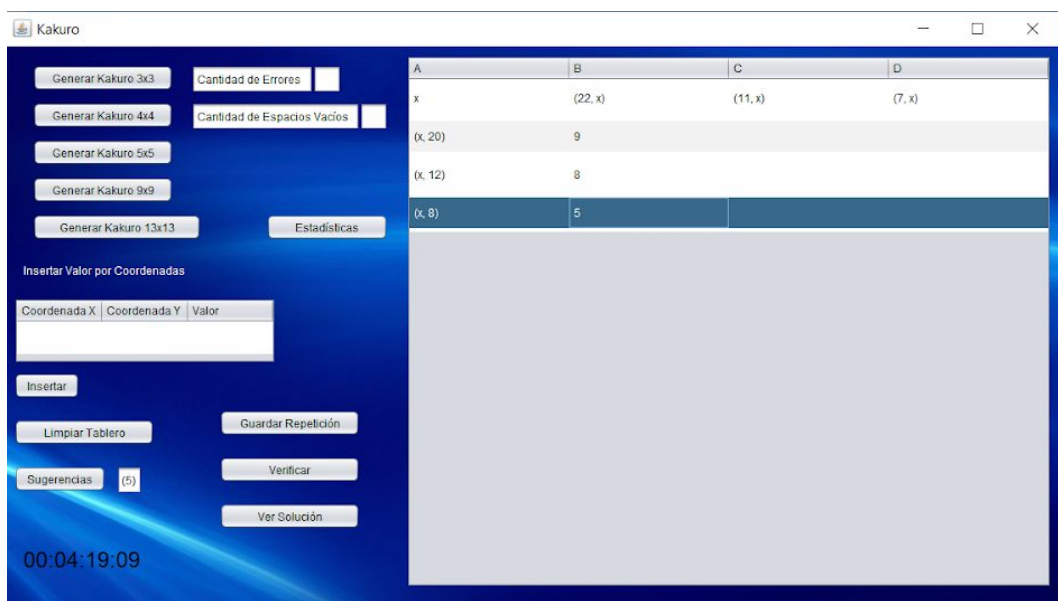 Kakuro
Generar Kakuro 3x3
Cantidad de Errores
Generar Kakuro 4x4
Cantidad de Espacios Vacíos
Generar Kakuro 5x5
Generar Kakuro 9x9
Generar Kakuro 13x13
Estadísticas
Insertar Valor por Coordenadas
Coordenada X Coordenada Y Valor
Insertar
Guardar Repetición
Limpiar Tablero
Verificar
Sugerencias (5)
Ver Solución
00:04:19:09
A B C D
x (22, x) (11, x) (7, x)
(x, 20) 9
(x, 12) 8
(x, 8) 5